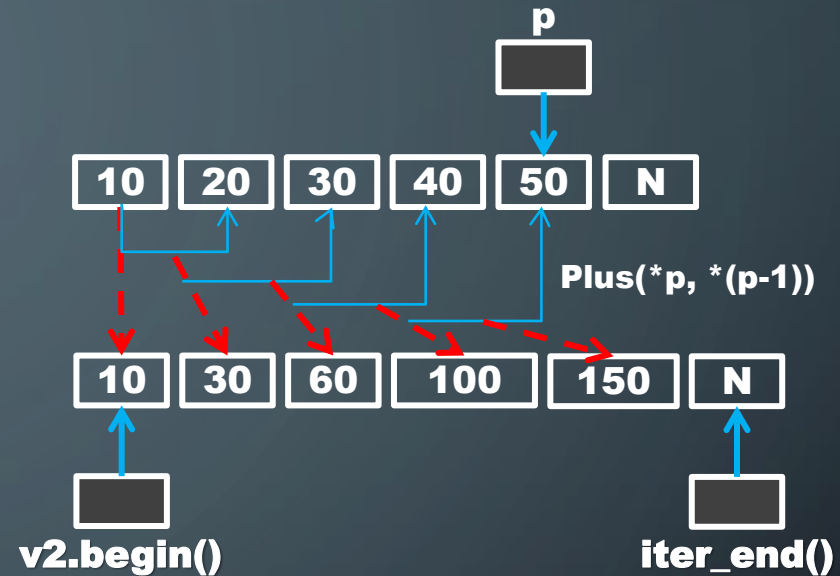 p
10 20 30 40 50 N
Plus(*p, *(p-1))
10 30 60 100 150 N
v2.begin() iter_end()